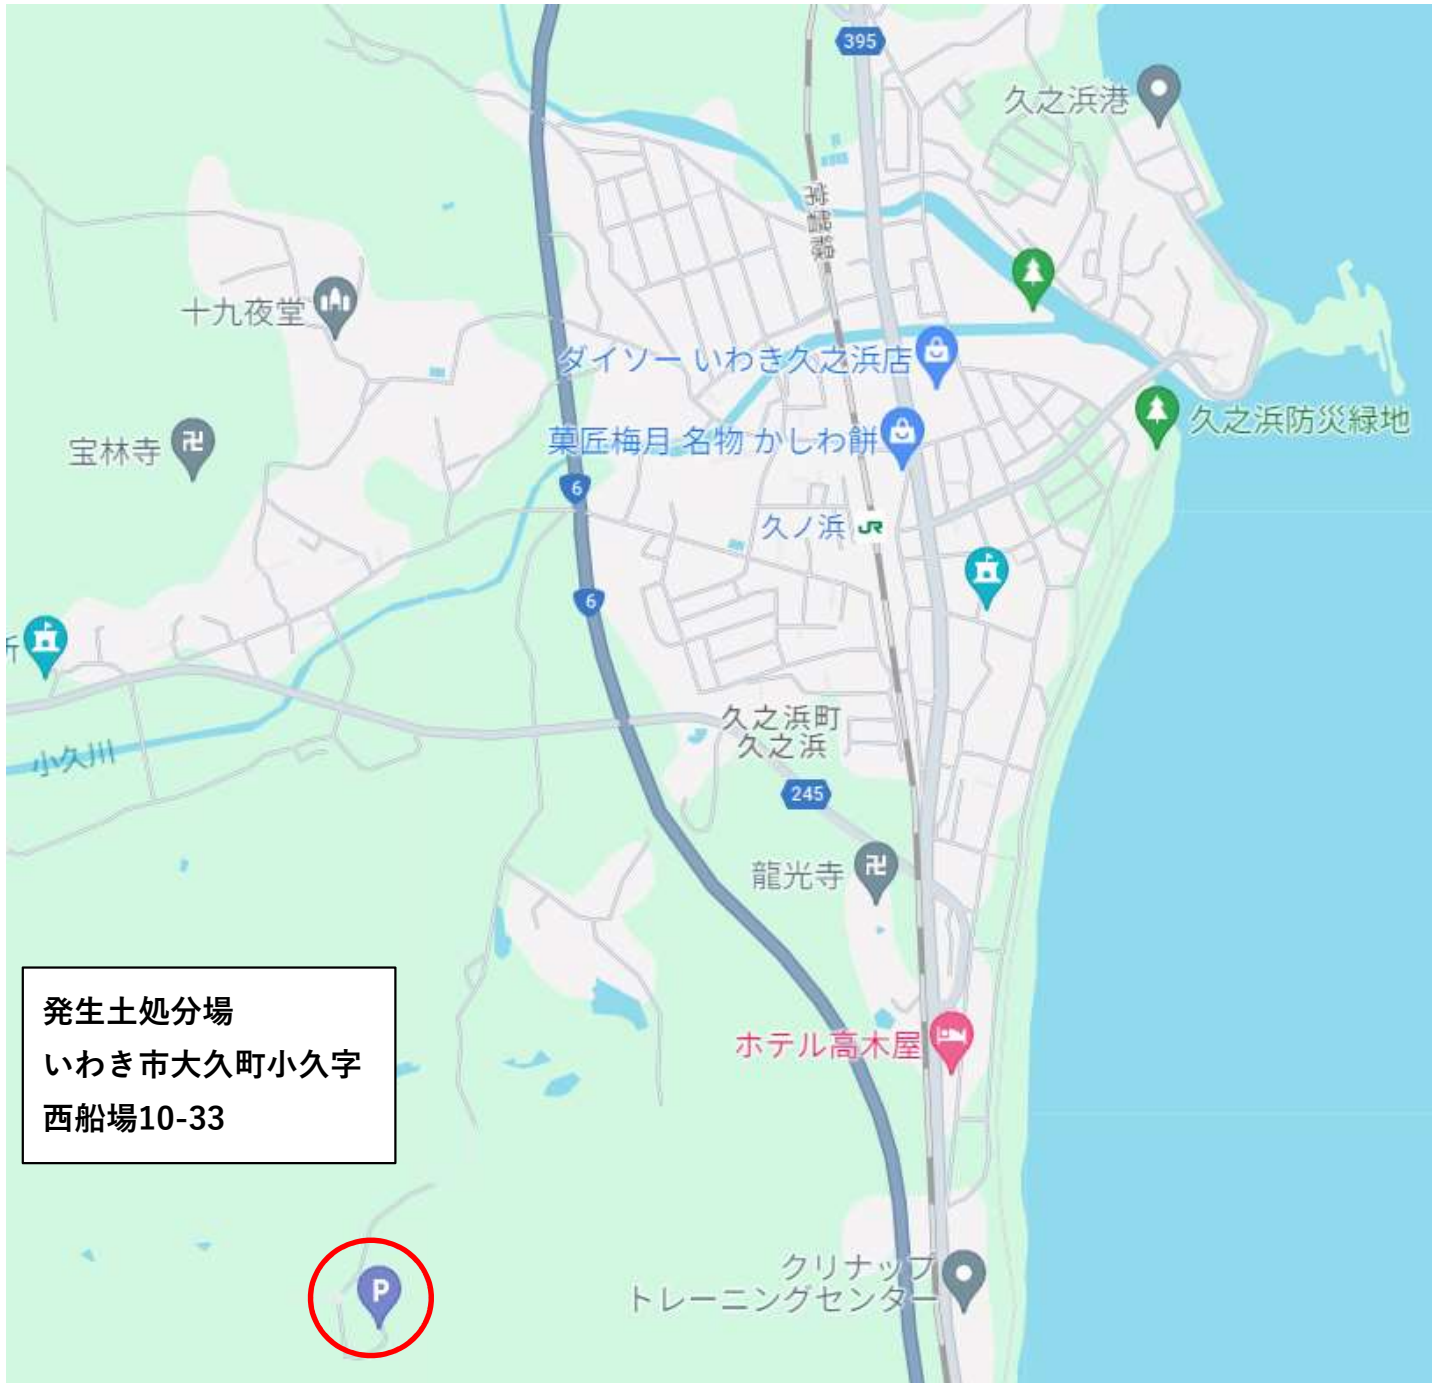 395
久之浜港
常磐線
十九夜堂
ダイソー いわき久之浜店
久之浜防災緑地
宝林寺
菓匠梅月 名物 かしわ餅
6
久ノ浜 JR
6
所
久之浜町
久之浜
小久川
245
龍光寺
発生土処分場
いわき市大久町小久字
西船場10-33
ホテル高木屋
P
クリナップ
トレーニングセンター